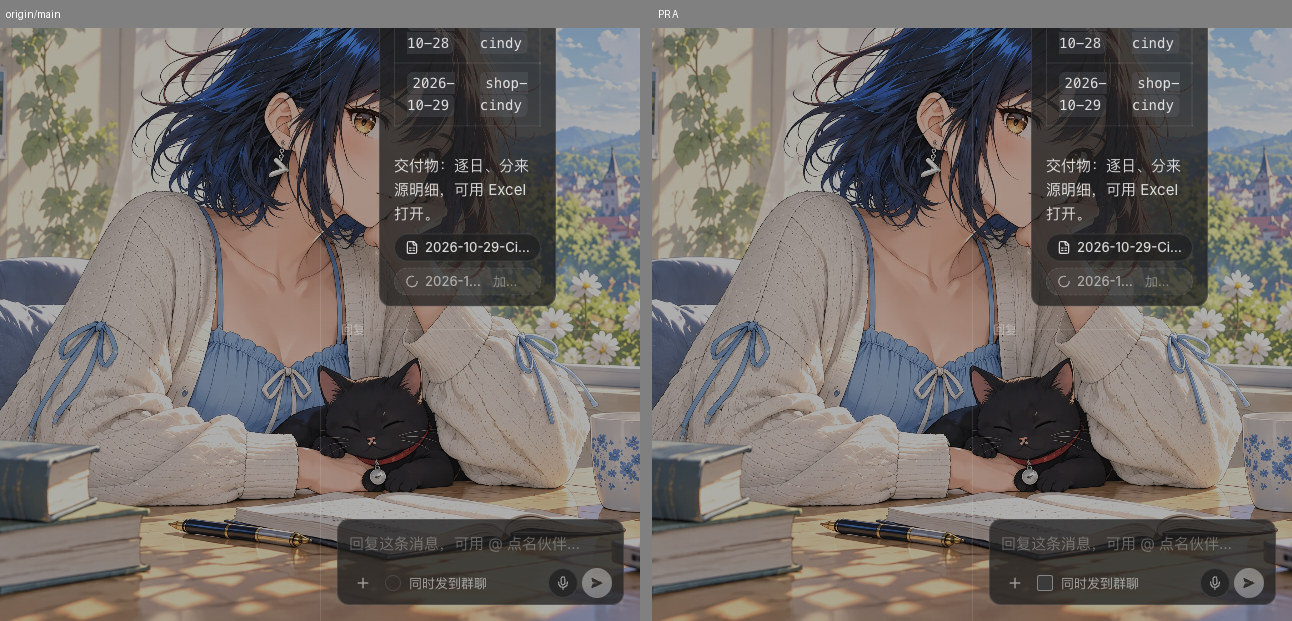 origin/main
10-28 cindy
2026- shop-
10-29 cindy
交付物：逐日、分来
源明细，可用 Excel
打开。
2026-10-29-Ci...
2026-1... 加...
回复
回复这条消息，可用 @ 点名伙伴...
同时发到群聊
PRA
10-28 cindy
2026- shop-
10-29 cindy
交付物：逐日、分来
源明细，可用 Excel
打开。
2026-10-29-Ci...
2026-1... 加...
回复
回复这条消息，可用 @ 点名伙伴...
同时发到群聊